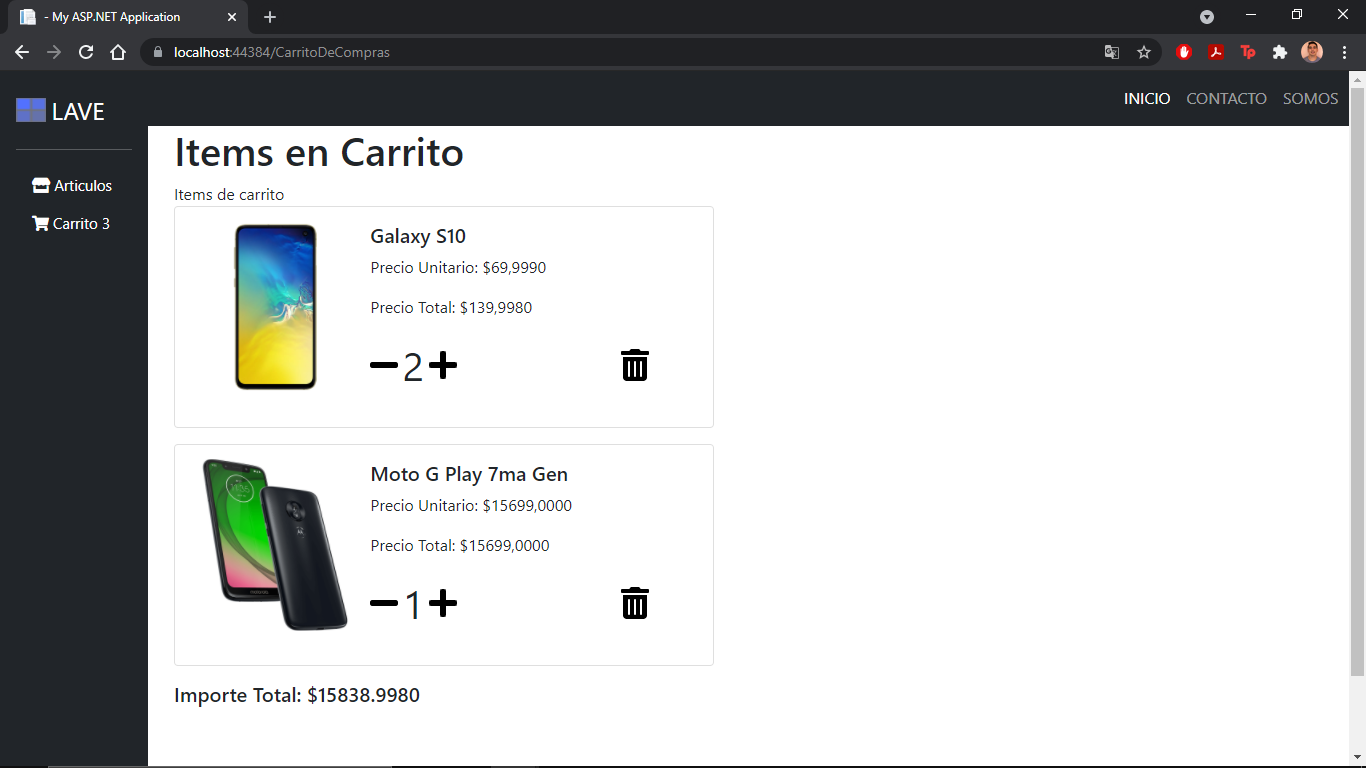 - My ASP.NET Application
localhost:44384/CarritoDeCompras
LAVE
INICIO CONTACTO SOMOS
Articulos
Carrito 3
Items en Carrito
Items de carrito
Galaxy S10
Precio Unitario: $69,9990
Precio Total: $139,9980
2
Moto G Play 7ma Gen
Precio Unitario: $15699,0000
Precio Total: $15699,0000
1
Importe Total: $15838.9980